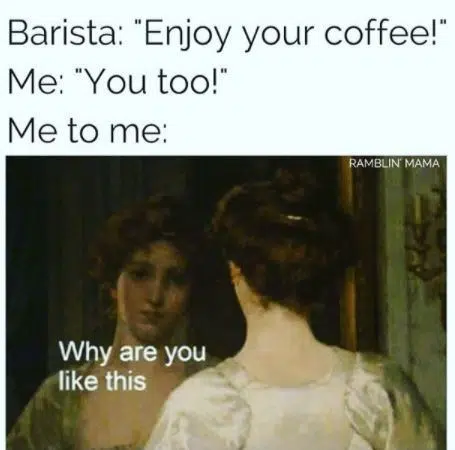 Barista: "Enjoy your coffee!"
Me: "You too!"
Me to me:
RAMBLIN' MAMA
Why are you
like this